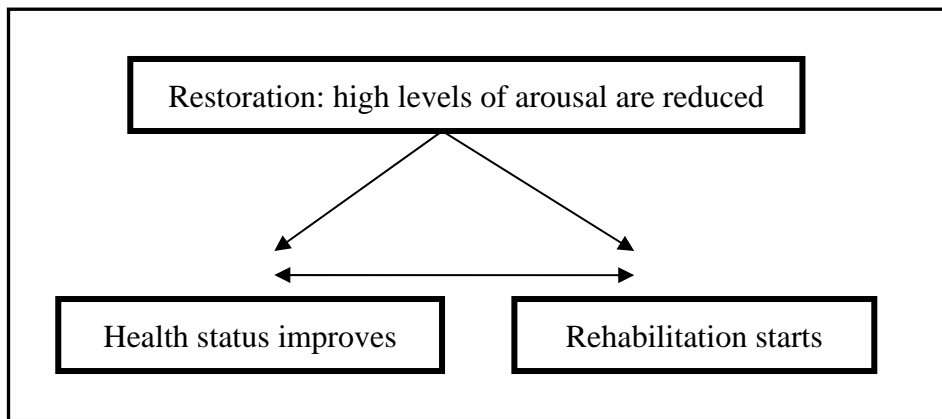 Restoration: high levels of arousal are reduced
Health status improves
Rehabilitation starts